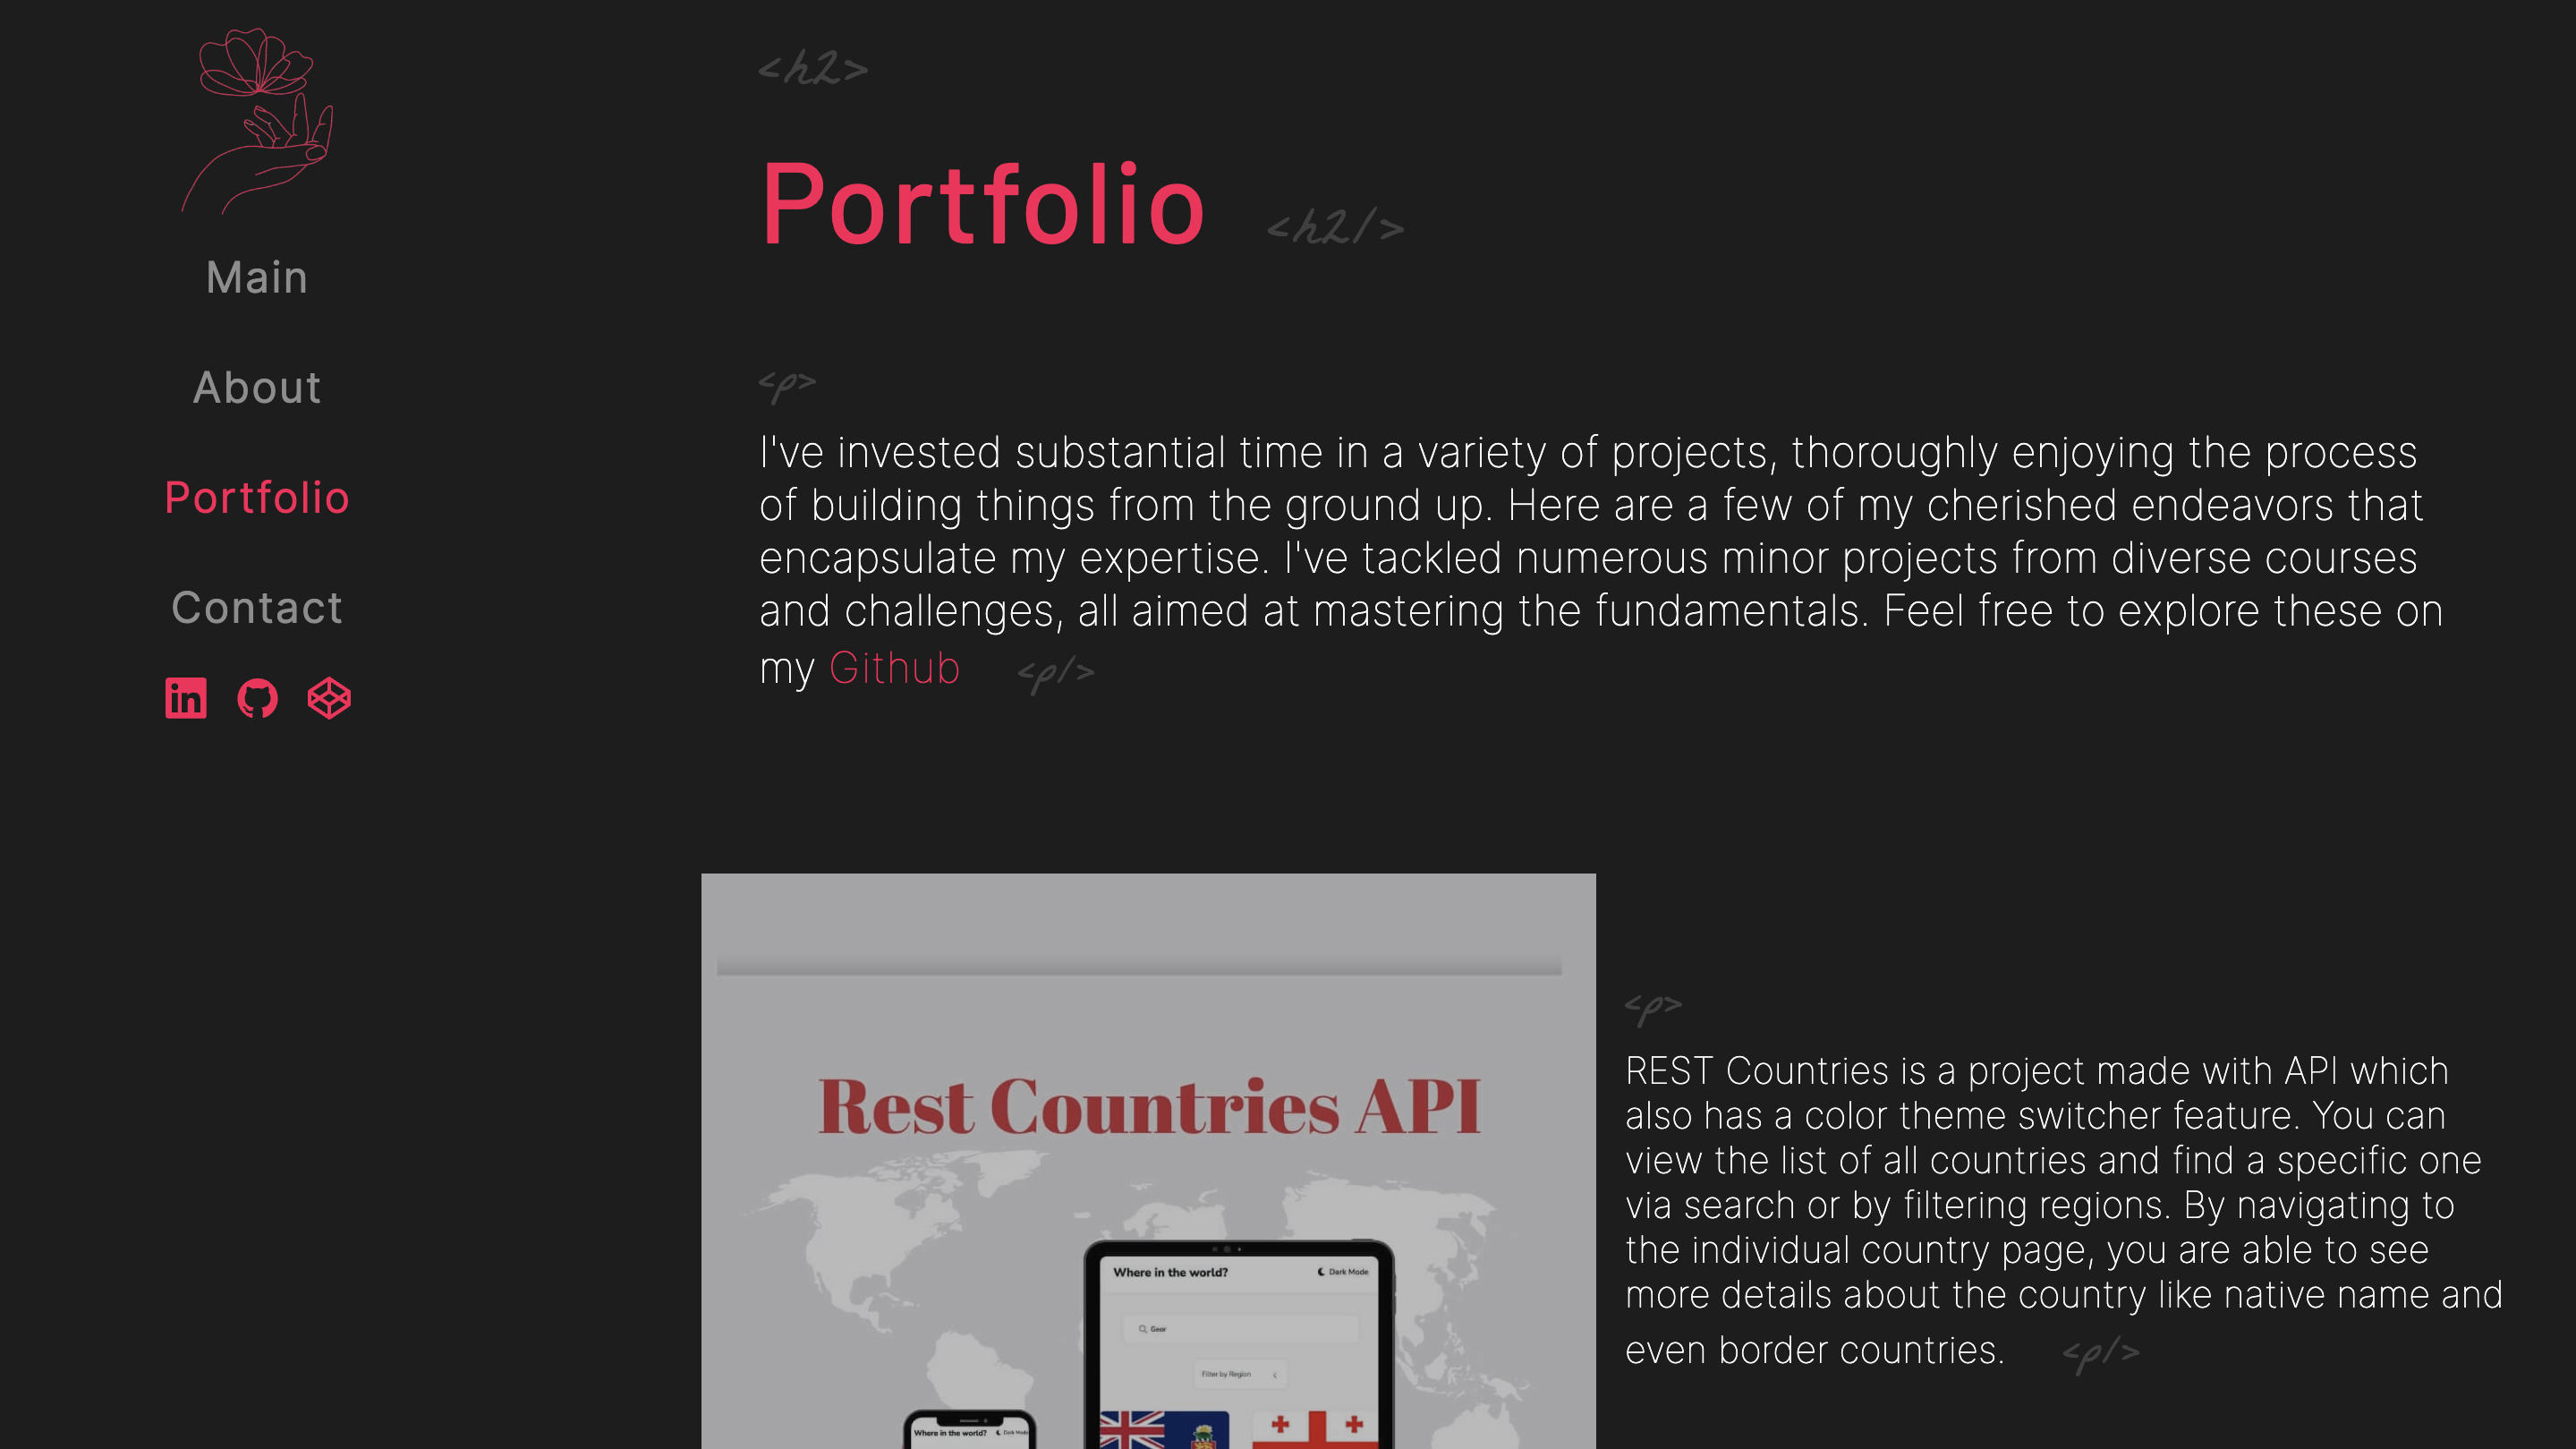 Main
About
Portfolio
Contact
in
<h2>
Portfolio <h2/>
<p>
I've invested substantial time in a variety of projects, thoroughly enjoying the process
of building things from the ground up. Here are a few of my cherished endeavors that
encapsulate my expertise. I've tackled numerous minor projects from diverse courses
and challenges, all aimed at mastering the fundamentals. Feel free to explore these on
my Github <p/>
Rest Countries API
Where in the world? Dark Mode
Geor
Filter by Region
Where in the world? Dark Mode
<p>
REST Countries is a project made with API which
also has a color theme switcher feature. You can
view the list of all countries and find a specific one
via search or by filtering regions. By navigating to
the individual country page, you are able to see
more details about the country like native name and
even border countries. <p/>